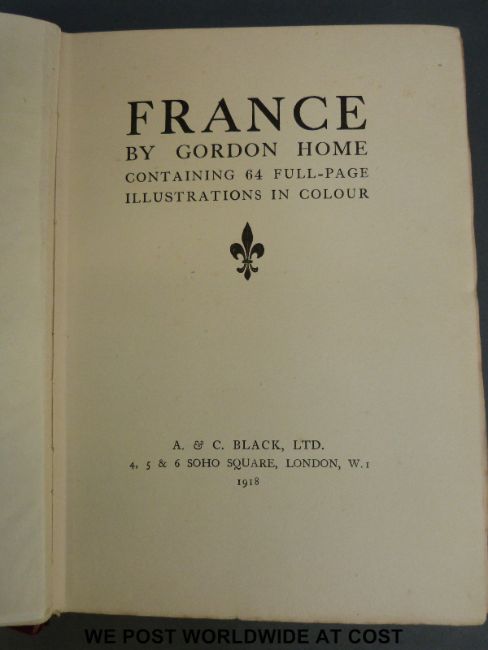 FRANCE
BY GORDON HOME
CONTAINING 64 FULL-PAGE
ILLUSTRATIONS IN COLOUR
A. & C. BLACK, LTD.
4, 5 & 6 SOHO SQUARE, LONDON, W.1
1918
WE POST WORLDWIDE AT COST